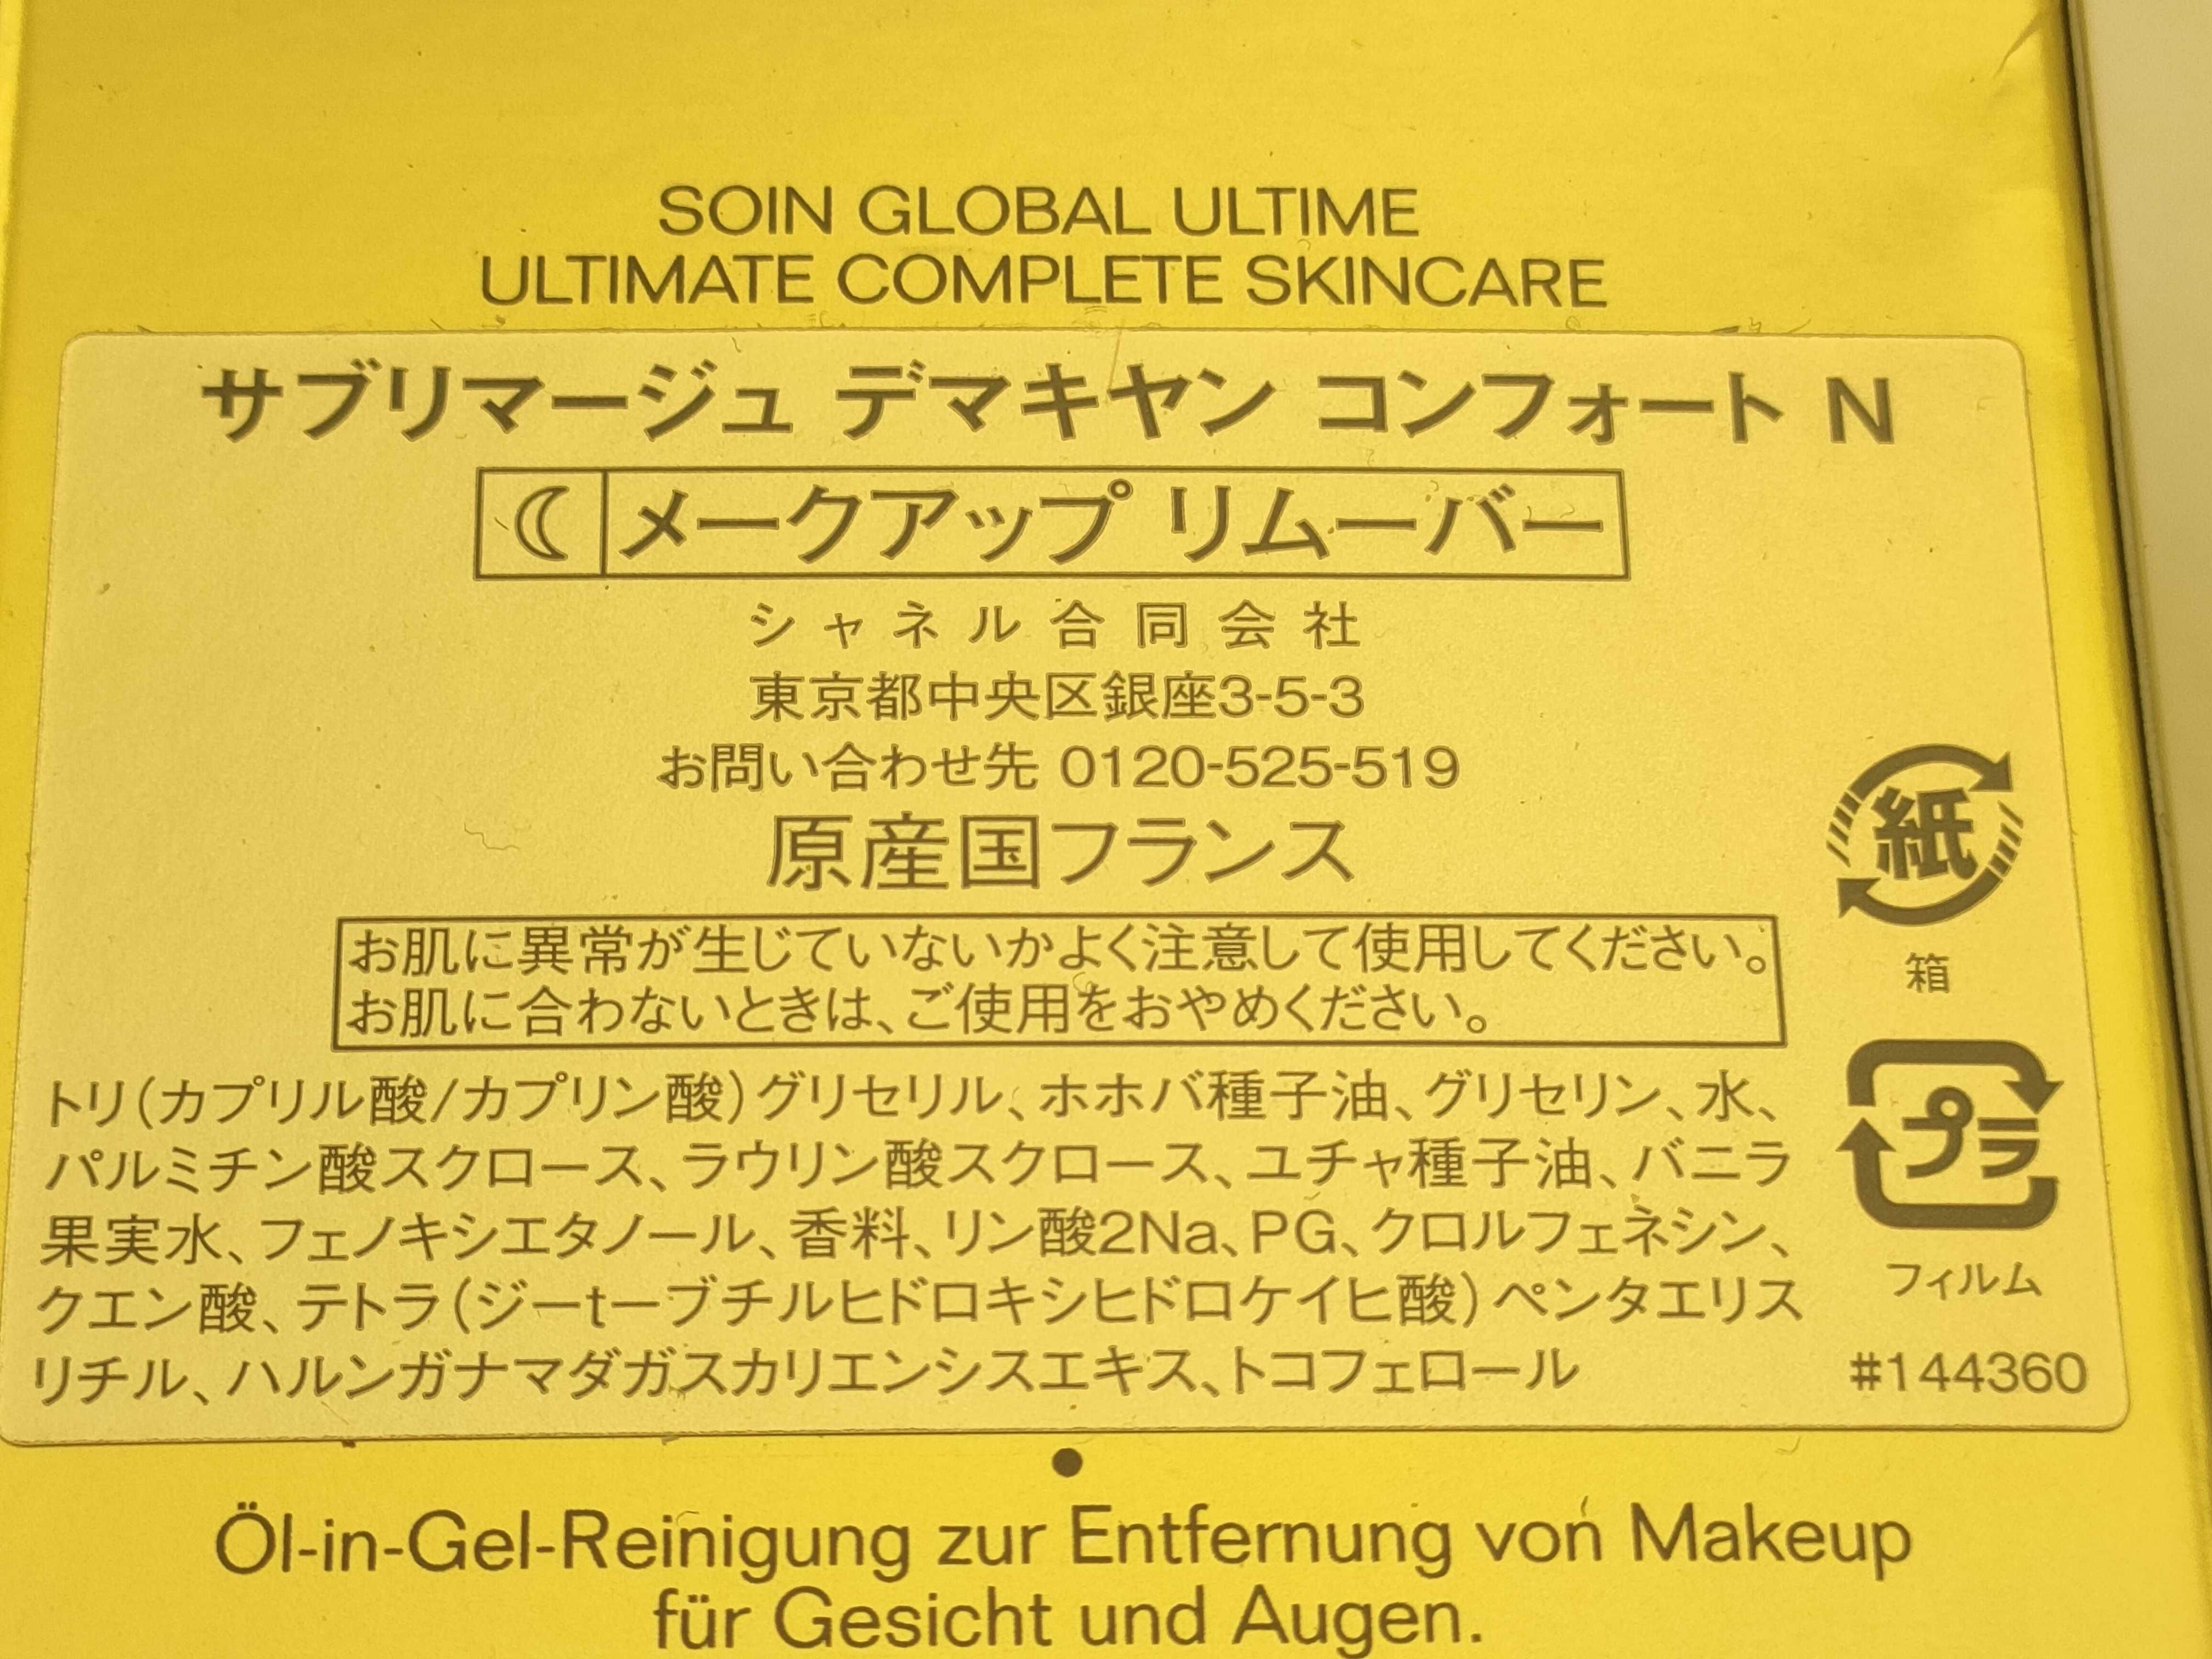 SOIN GLOBAL ULTIME
ULTIMATE COMPLETE SKINCARE
サブリマージュ デマキヤン コンフォート N
メークアップ リムーバー
シャネル合同会社
東京都中央区銀座3-5-3
お問い合わせ先 0120-525-519
原産国フランス
お肌に異常が生じていないかよく注意して使用してください。
お肌に合わないときは、ご使用をおやめください。
トリ(カプリル酸/カプリン酸)グリセリル、ホホバ種子油、グリセリン、水、
パルミチン酸スクロース、ラウリン酸スクロース、ユチャ種子油、バニラ
果実水、フェノキシエタノール、香料、リン酸2Na、PG、クロルフェネシン、
クエン酸、テトラ(ジーtーブチルヒドロキシヒドロケイヒ酸)ペンタエリス
リチル、ハルンガナマダガスカリエンシスエキス、トコフェロール
紙
箱
プラ
フィルム
#144360
Öl-in-Gel-Reinigung zur Entfernung von Makeup
für Gesicht und Augen.